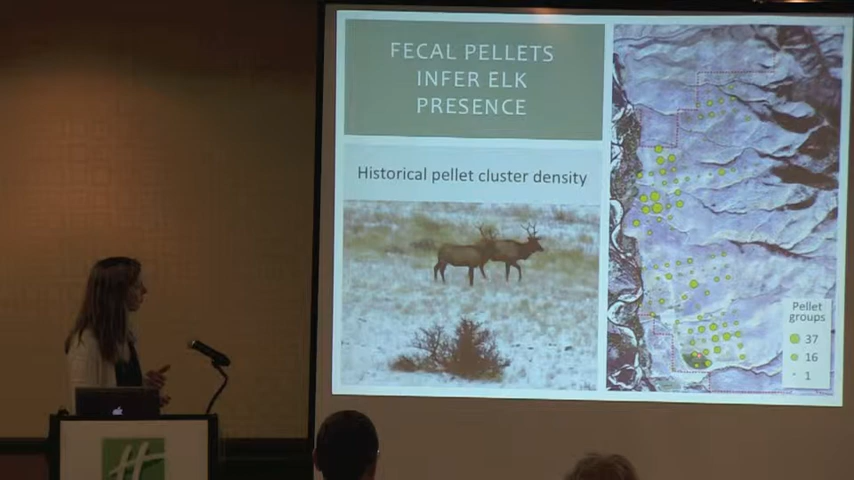 FECAL PELLETS
INFER ELK
PRESENCE
Historical pellet cluster density
Pellet
groups
37
16
1
H